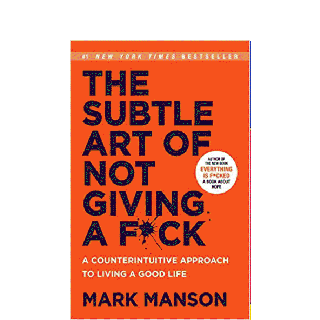 #1 NEW YORK TIMES BESTSELLER
THE
SUBTLE
ART OF
NOT
GIVING
A F*CK
AUTHOR OF
THE NEW BOOK
EVERYTHING
IS F*CKED
A BOOK ABOUT
HOPE
A COUNTERINTUITIVE APPROACH
TO LIVING A GOOD LIFE
MARK MANSON